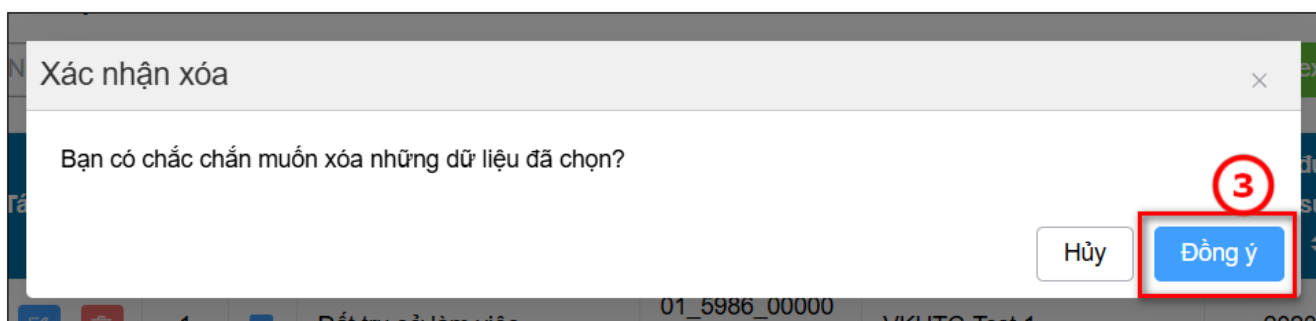 Xác nhận xóa
×
Bạn có chắc chắn muốn xóa những dữ liệu đã chọn?
3
Hủy
Đồng ý
01_5986_00000